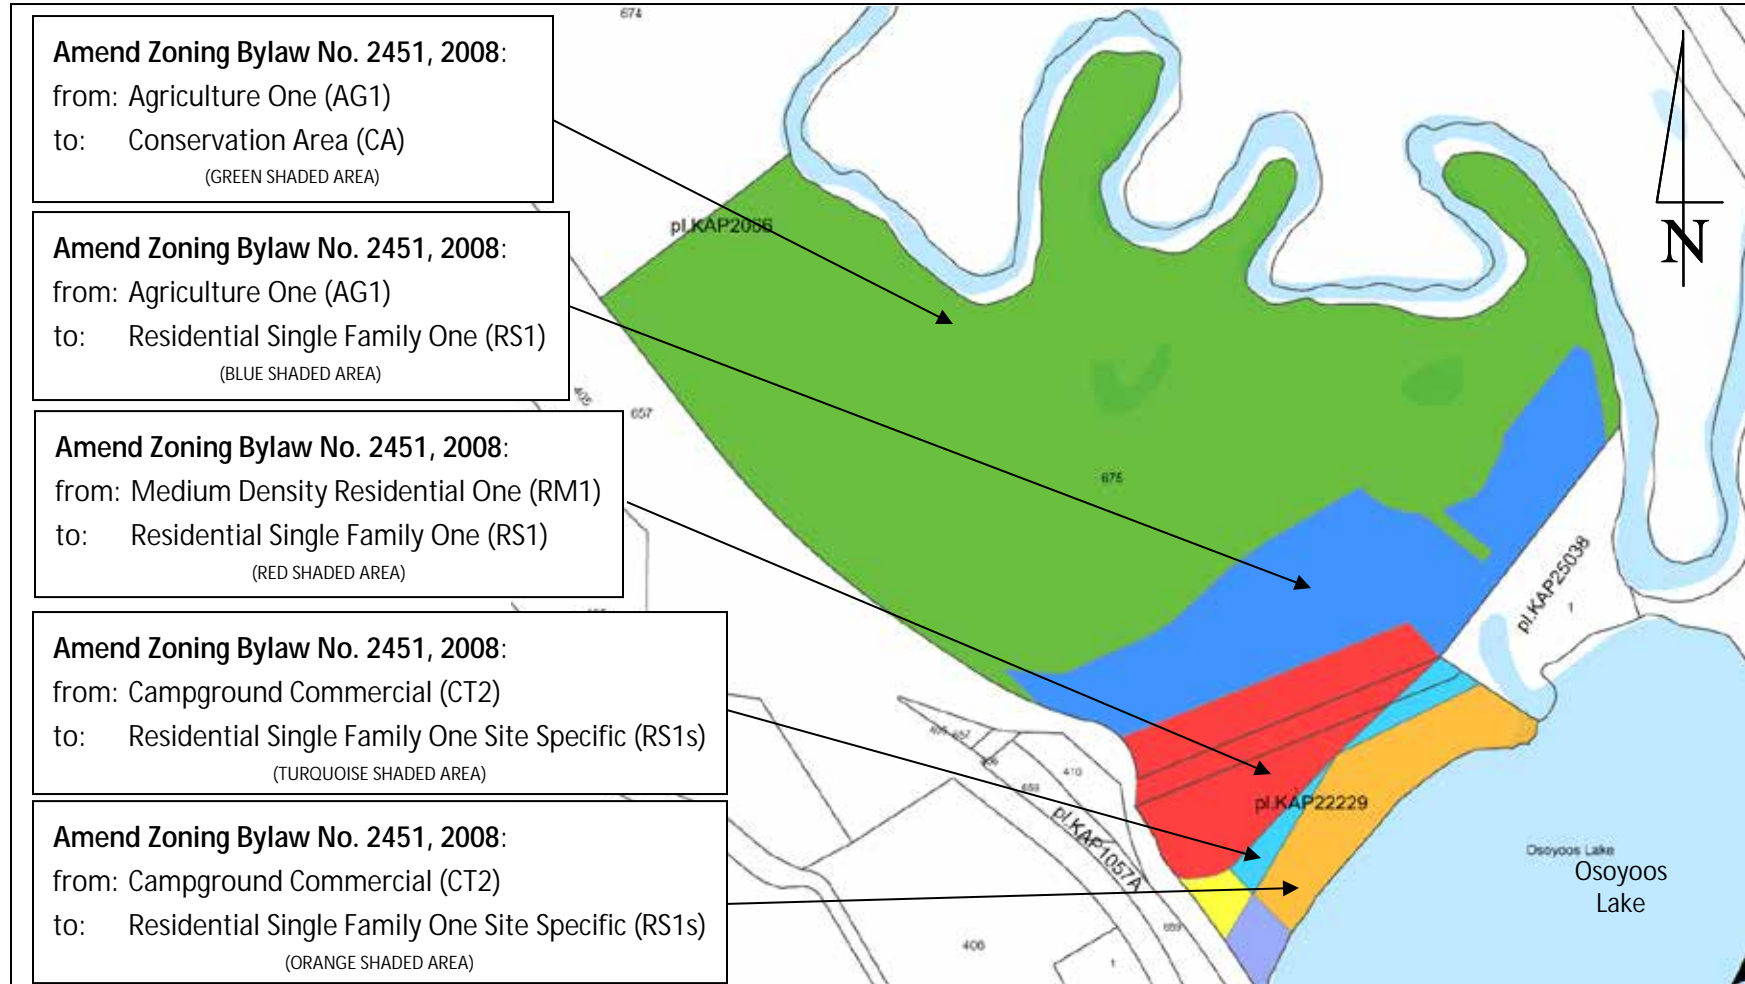 Amend Zoning Bylaw No. 2451, 2008:
from: Agriculture One (AG1)
to: Conservation Area (CA)
(GREEN SHADED AREA)
Amend Zoning Bylaw No. 2451, 2008:
from: Agriculture One (AG1)
to: Residential Single Family One (RS1)
(BLUE SHADED AREA)
Amend Zoning Bylaw No. 2451, 2008:
from: Medium Density Residential One (RM1)
to: Residential Single Family One (RS1)
(RED SHADED AREA)
Amend Zoning Bylaw No. 2451, 2008:
from: Campground Commercial (CT2)
to: Residential Single Family One Site Specific (RS1s)
(TURQUOISE SHADED AREA)
Amend Zoning Bylaw No. 2451, 2008:
from: Campground Commercial (CT2)
to: Residential Single Family One Site Specific (RS1s)
(ORANGE SHADED AREA)
674
N
pl.KAP2066
405
657
675
pl.KAP25038
1
657
410
pl.KAP22229
pl.KAP1057A
Osoyoos Lake
Osoyoos
Lake
659
406
1